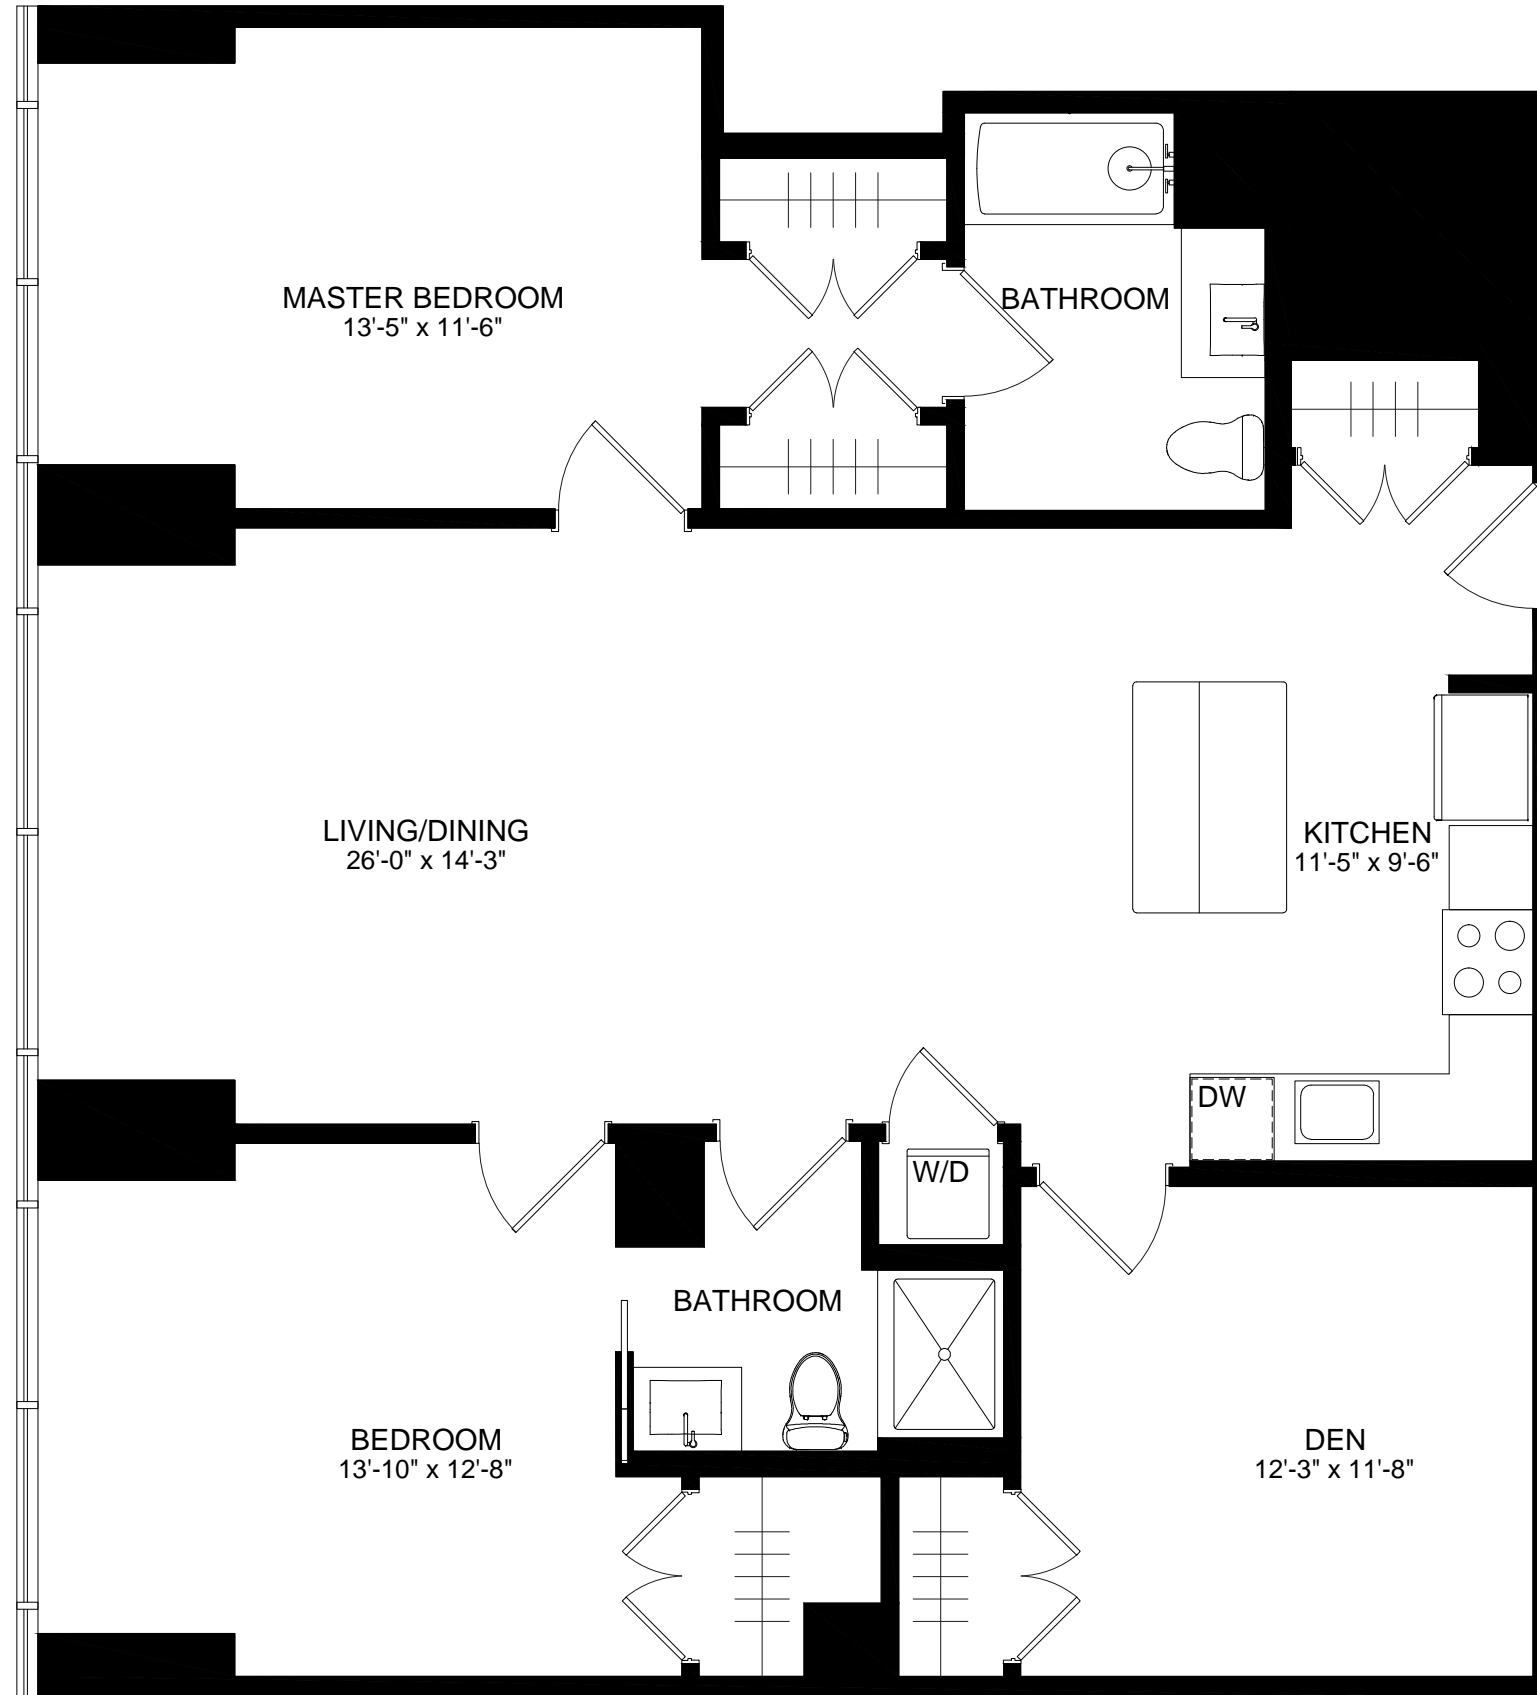 MASTER BEDROOM
13'-5" x 11'-6"
BATHROOM
LIVING/DINING
26'-0" x 14'-3"
KITCHEN
11'-5" x 9'-6"
DW
W/D
BATHROOM
BEDROOM
13'-10" x 12'-8"
DEN
12'-3" x 11'-8"